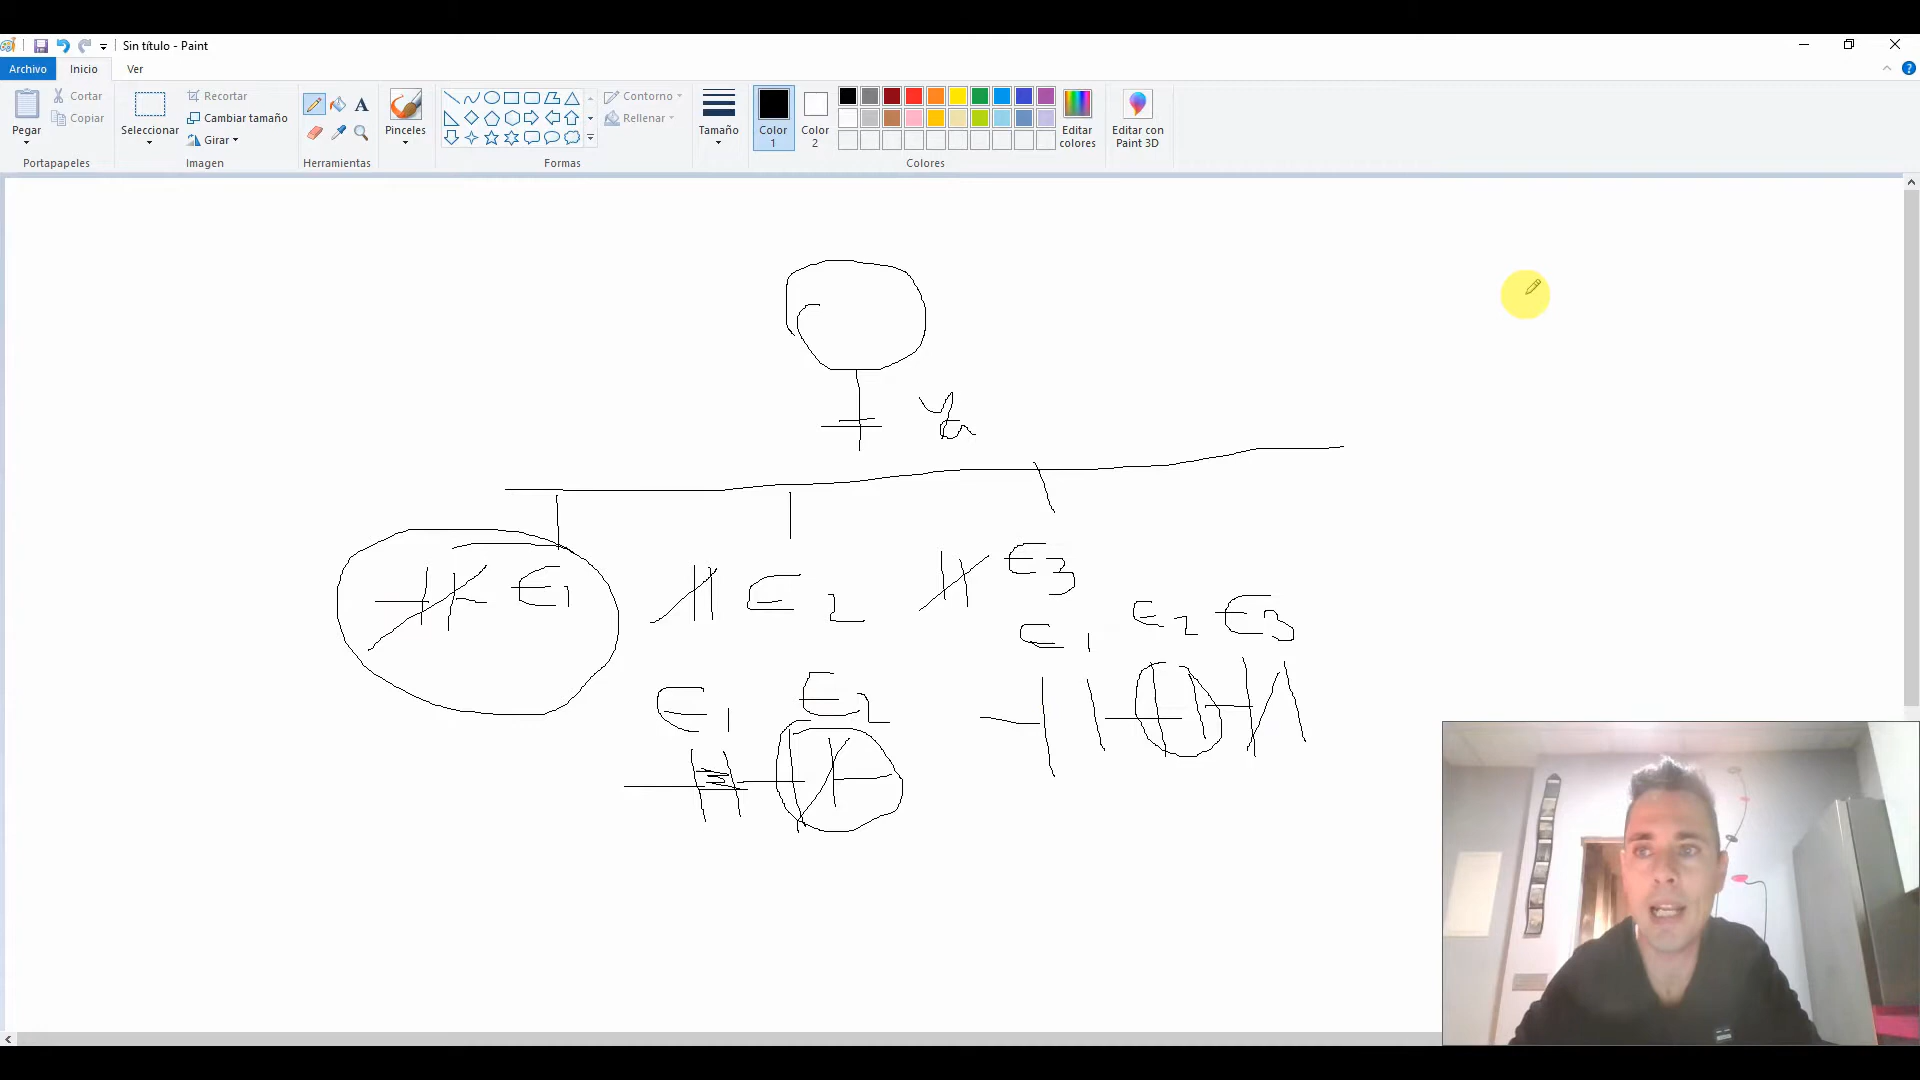 Sin título - Paint
Archivo Inicio Ver
Pegar
Cortar
Copiar
Portapapeles
Seleccionar
Recortar
Cambiar tamaño
Girar
Imagen
Herramientas
Pinceles
Formas
Contorno
Rellenar
Tamaño
Color 1
Color 2
Editar colores
Colores
Editar con Paint 3D
E1 E2 E3
E1 E2 E3
E1 E2